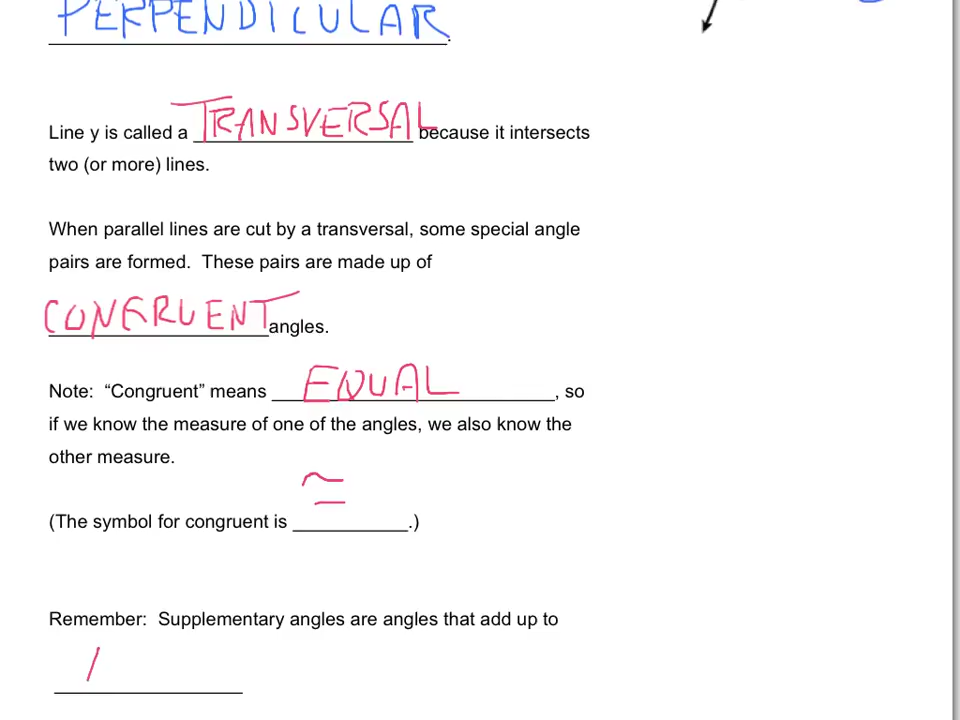 PERPENDICULAR.
Line y is called a TRANSVERSAL because it intersects
two (or more) lines.
When parallel lines are cut by a transversal, some special angle
pairs are formed. These pairs are made up of
CONGRUENT angles.
Note: “Congruent” means EQUAL, so
if we know the measure of one of the angles, we also know the
other measure.
(The symbol for congruent is ≅.)
Remember: Supplementary angles are angles that add up to